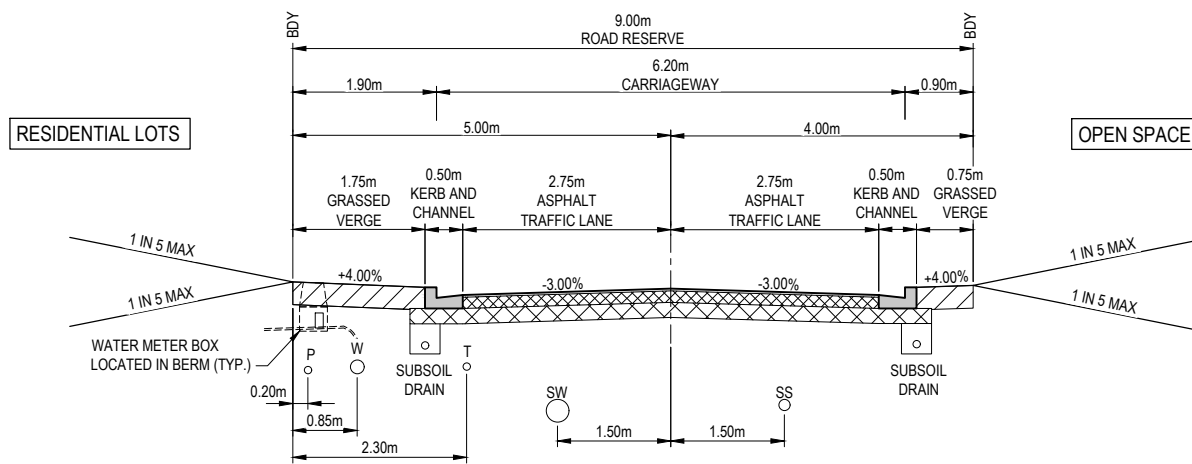 BDY
9.00m
ROAD RESERVE
BDY
6.20m
CARRIAGEWAY
1.90m
0.90m
RESIDENTIAL LOTS
5.00m
4.00m
OPEN SPACE
1.75m
GRASSED
VERGE
0.50m
KERB AND
CHANNEL
2.75m
ASPHALT
TRAFFIC LANE
2.75m
ASPHALT
TRAFFIC LANE
0.50m
KERB AND
CHANNEL
0.75m
GRASSED
VERGE
1 IN 5 MAX
1 IN 5 MAX
+4.00%
-3.00%
-3.00%
+4.00%
1 IN 5 MAX
1 IN 5 MAX
WATER METER BOX
LOCATED IN BERM (TYP.)
P
W
T
SUBSOIL
DRAIN
SUBSOIL
DRAIN
SW
SS
0.20m
0.85m
2.30m
1.50m
1.50m